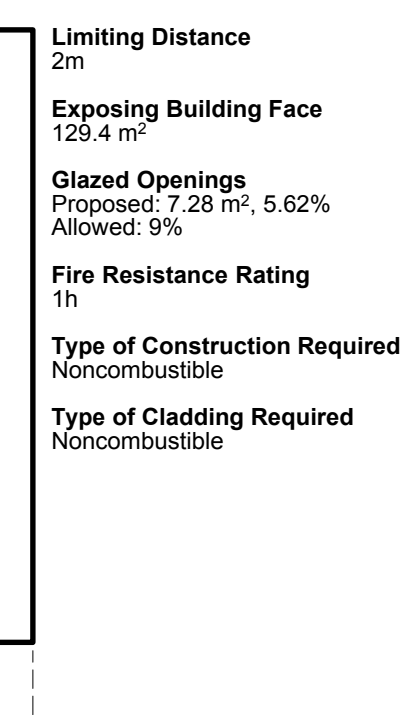 Limiting Distance
2m
Exposing Building Face
129.4 m²
Glazed Openings
Proposed: 7.28 m², 5.62%
Allowed: 9%
Fire Resistance Rating
1h
Type of Construction Required
Noncombustible
Type of Cladding Required
Noncombustible